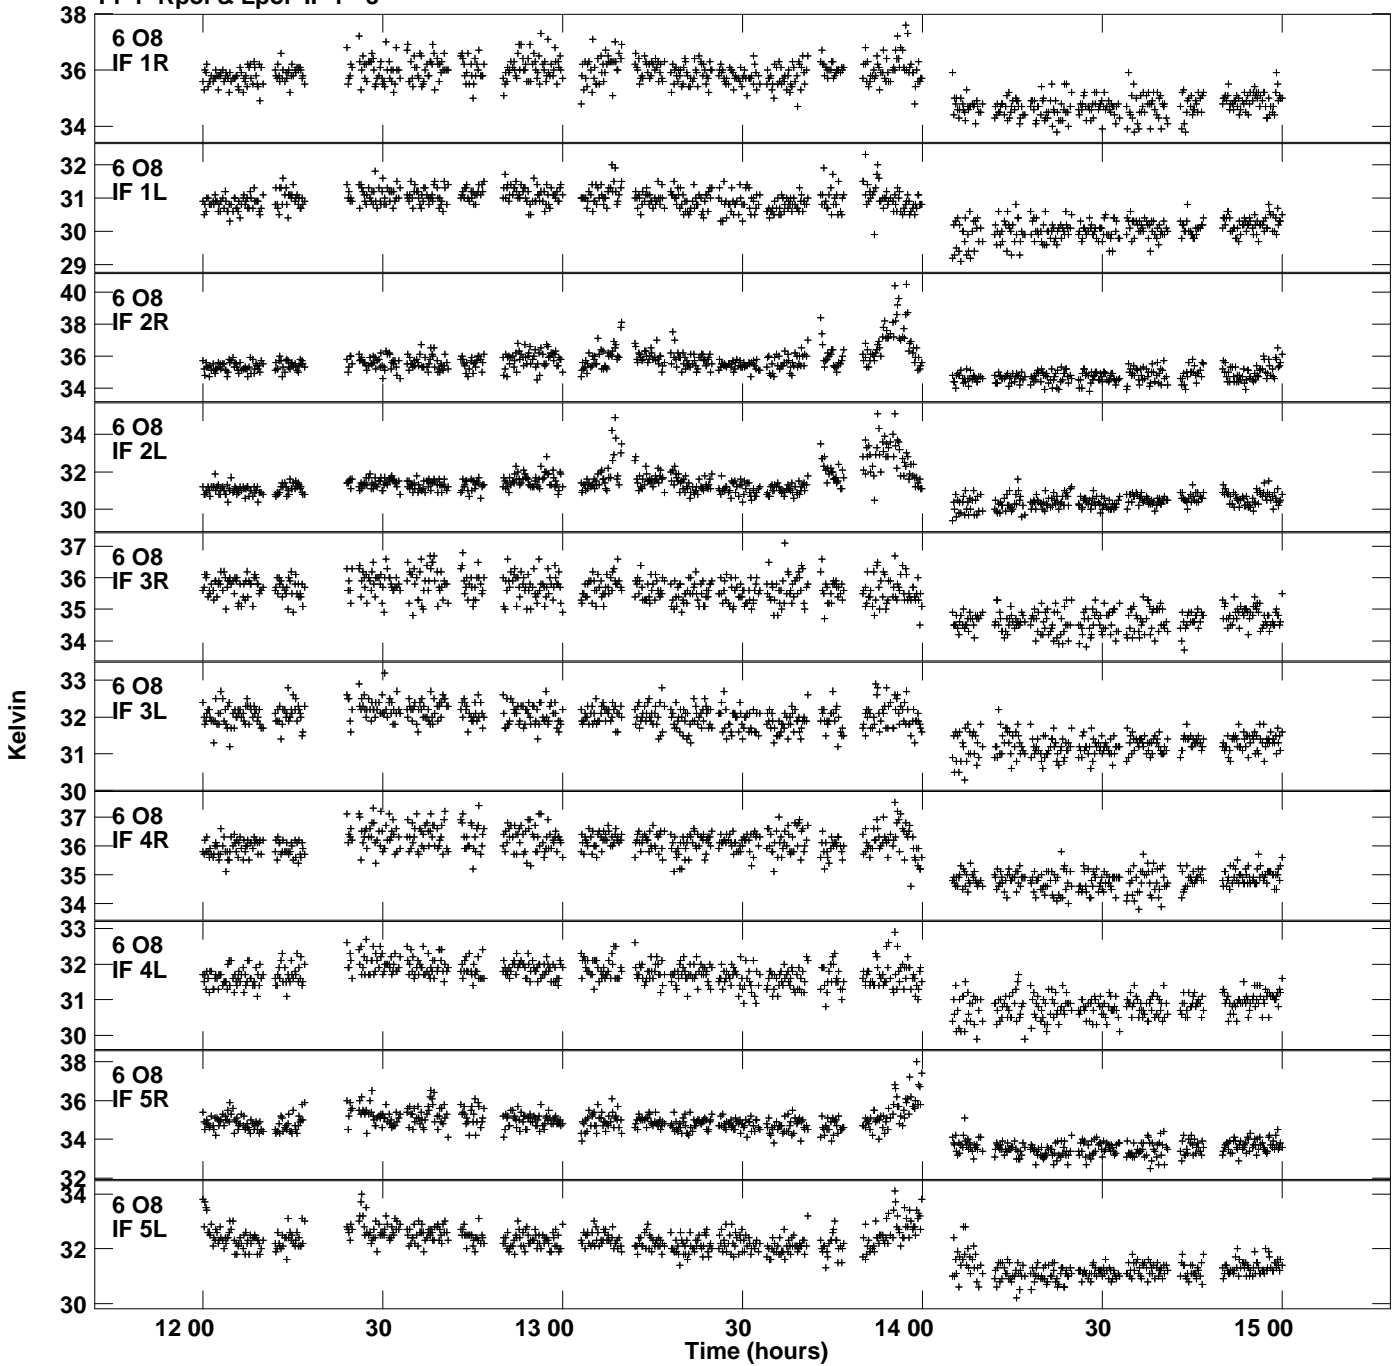 38
6 O8
IF 1R
36
34
32
6 O8
IF 1L
31
30
29
40
6 O8
IF 2R
38
36
34
34
6 O8
IF 2L
32
30
37
6 O8
IF 3R
36
35
34
33
6 O8
IF 3L
32
31
30
37
6 O8
IF 4R
36
35
34
33
6 O8
IF 4L
32
31
30
38
6 O8
IF 5R
36
34
32
34
6 O8
IF 5L
32
30
Kelvin
12 00 30 13 00 30 14 00 30 15 00
Time (hours)